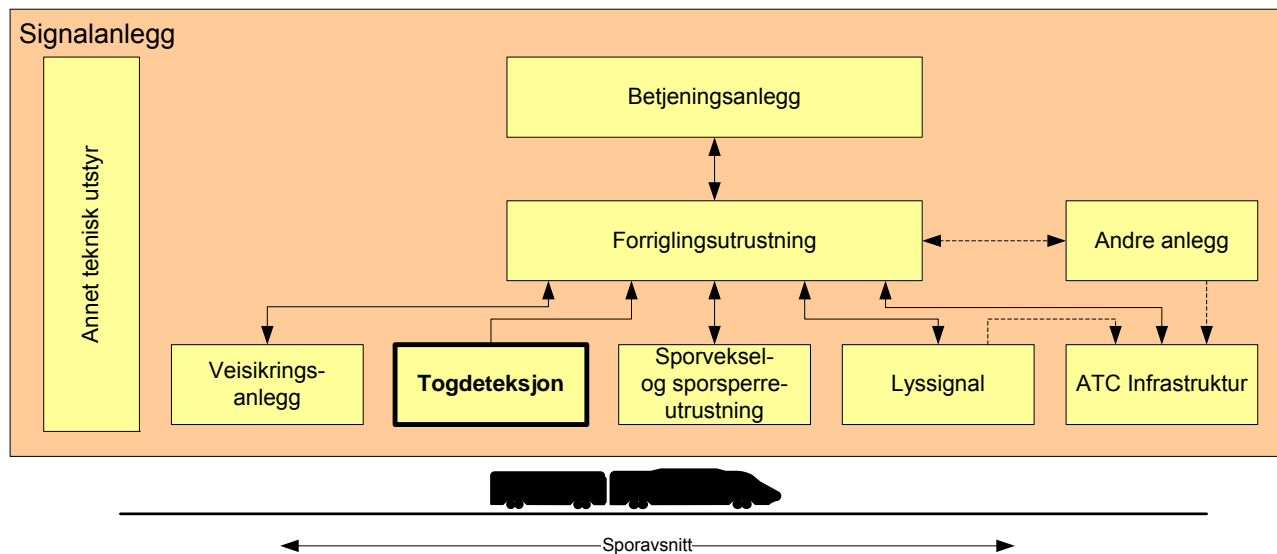 Signalanlegg
Annet teknisk utstyr
Betjeningsanlegg
Forriglingsutrustning
Andre anlegg
Veisikrings-
anlegg
Togdeteksjon
Sporveksel-
og sporsperre-
utrustning
Lyssignal
ATC Infrastruktur
Sporavsnitt